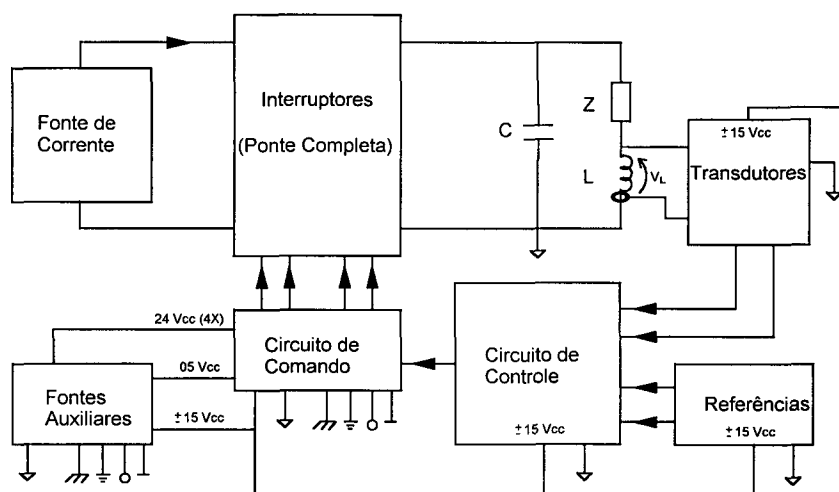 Fonte de
Corrente
Interruptores
(Ponte Completa)
C
Z
L
VL
± 15 Vcc
Transdutores
24 Vcc (4X)
05 Vcc
± 15 Vcc
Fontes
Auxiliares
Circuito de
Comando
Circuito de
Controle
± 15 Vcc
Referências
± 15 Vcc